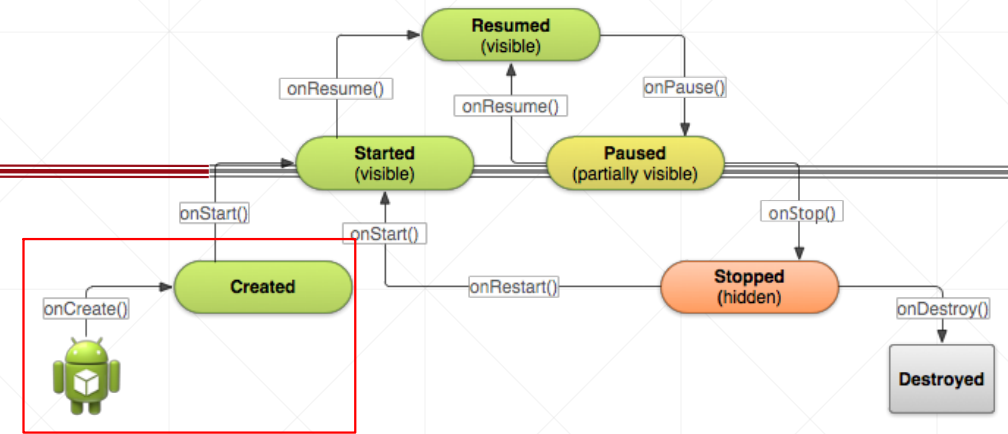 Resumed
(visible)
onResume()
onResume()
onPause()
Started
(visible)
Paused
(partially visible)
onStart()
onStart()
onStop()
Created
onRestart()
Stopped
(hidden)
onCreate()
onDestroy()
Destroyed